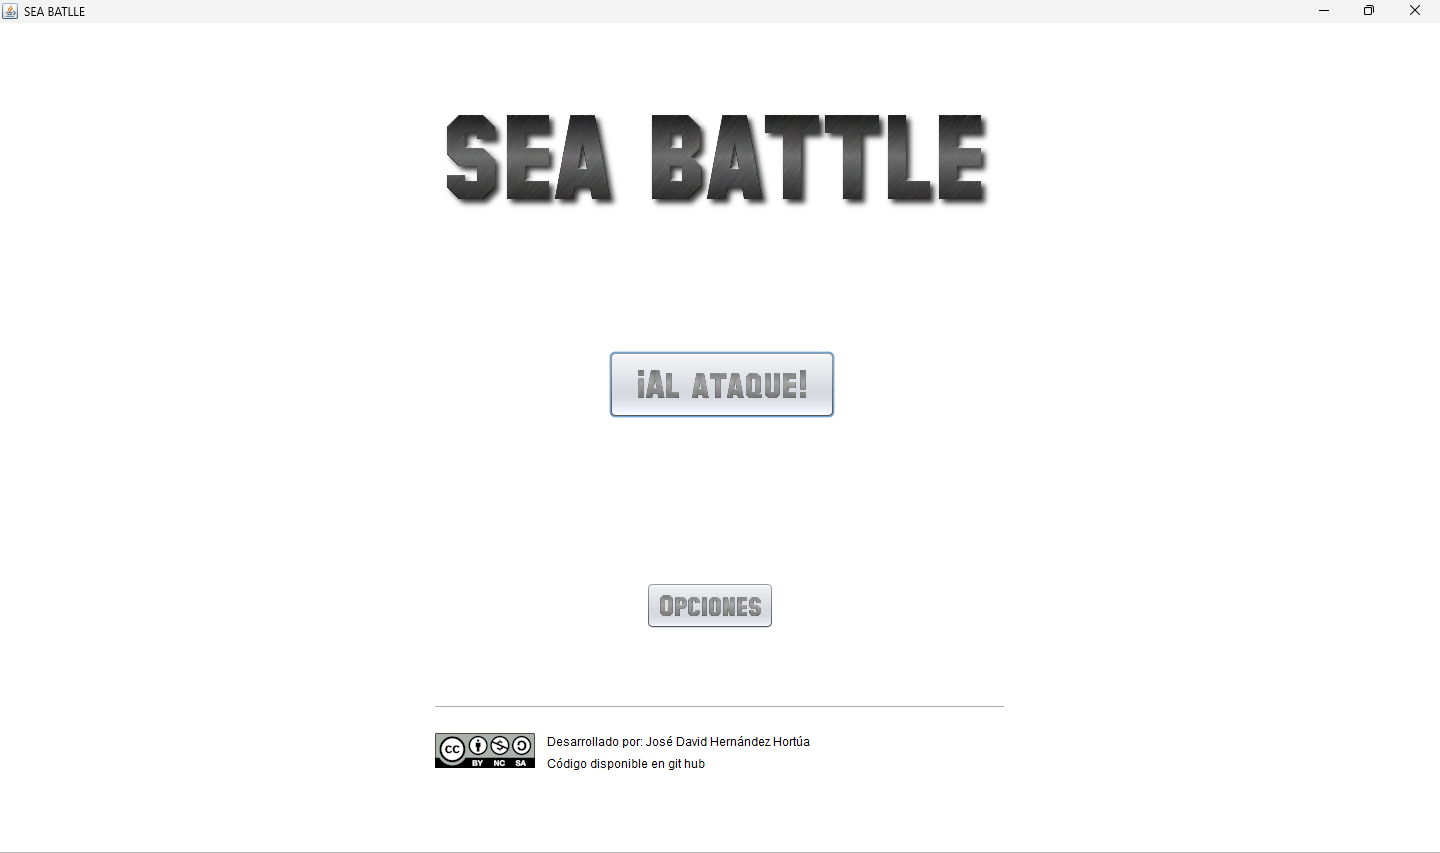 SEA BATLLE
SEA BATTLE
¡Al ataque!
Opciones
cc
BY NC SA
Desarrollado por: José David Hernández Hortúa
Código disponible en git hub